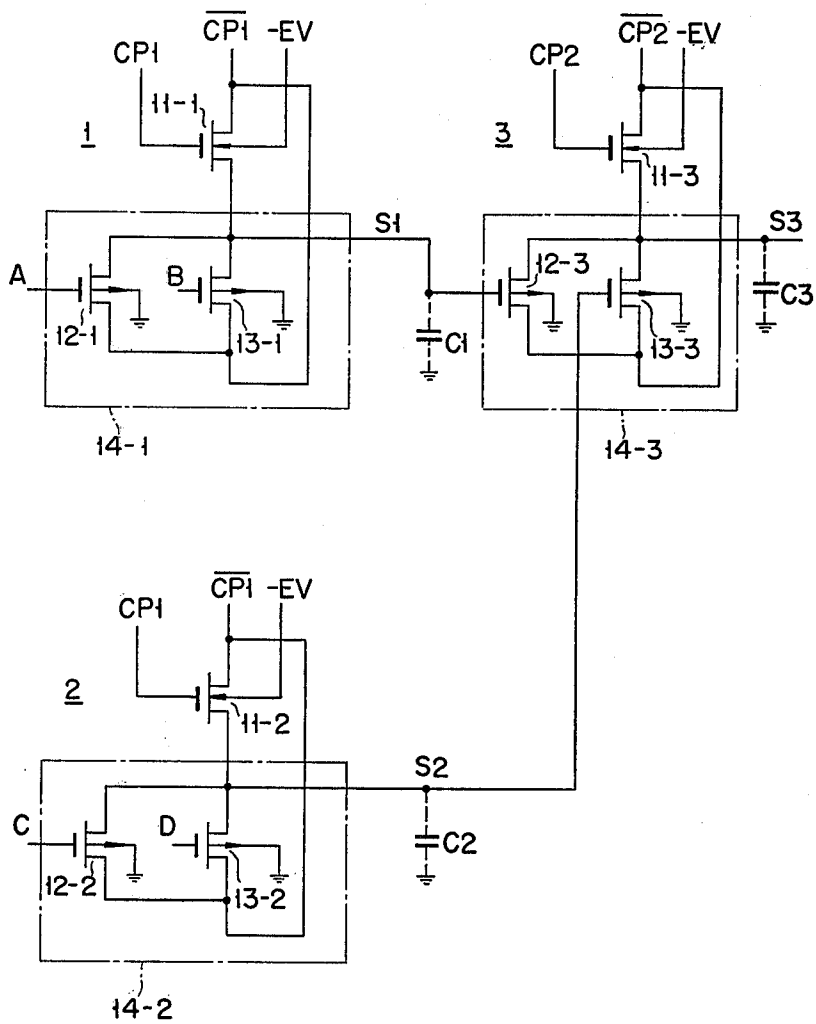 CP1 -EV
CP1
11-1
1
S1
A
B
12-1
13-1
C1
14-1
CP2 -EV
CP2
3
11-3
S3
12-3
13-3
C3
14-3
CP1 -EV
CP1
2
11-2
S2
C
D
12-2
13-2
C2
14-2